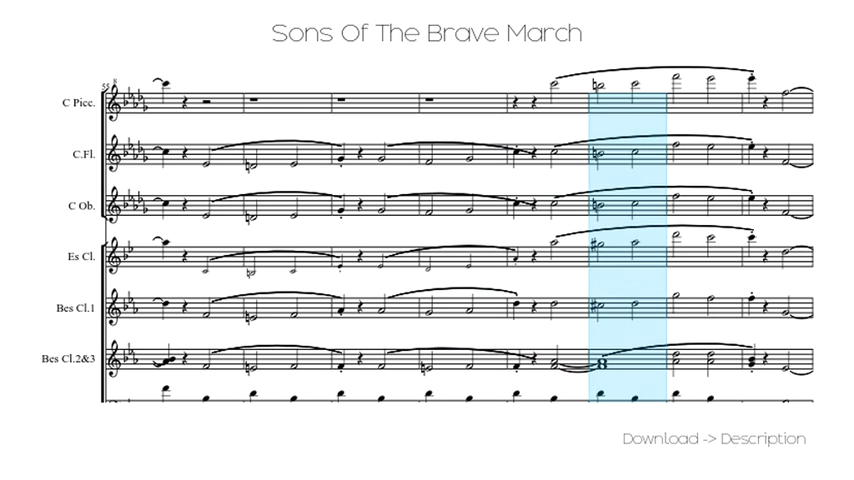 Sons Of The Brave March
55
8
C Picc.
C.Fl.
C Ob.
Es Cl.
Bes Cl.1
Bes Cl.2&3
Download -> Description